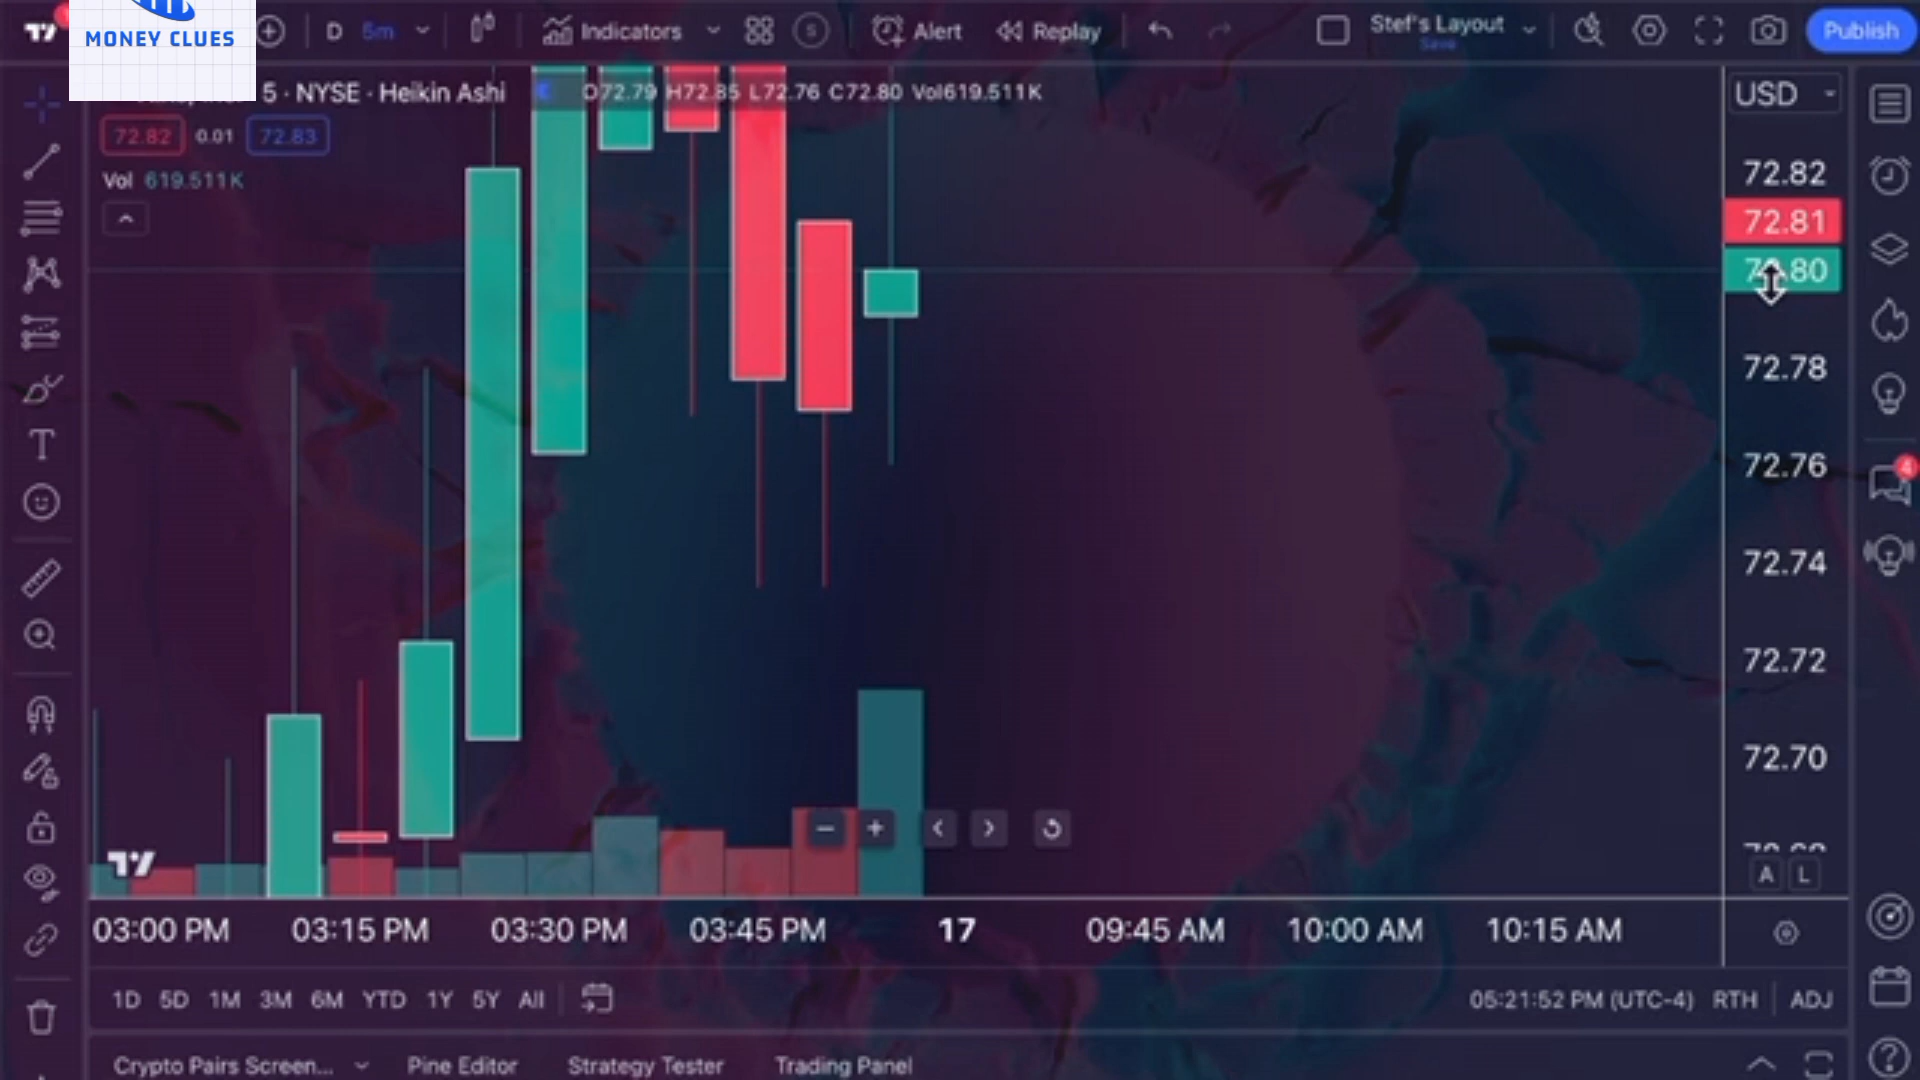 MONEY CLUES
D 5m Indicators S Alert Replay Stef's Layout Save Publish
5 · NYSE · Heikin Ashi O72.79 H72.85 L72.76 C72.80 Vol619.511K
USD
72.82 0.01 72.83
Vol 619.511K
72.82
72.81
72.80
72.78
72.76
72.74
72.72
72.70
4
A L
03:00 PM 03:15 PM 03:30 PM 03:45 PM 17 09:45 AM 10:00 AM 10:15 AM
1D 5D 1M 3M 6M YTD 1Y 5Y All 05:21:52 PM (UTC-4) RTH ADJ
Crypto Pairs Screen... Pine Editor Strategy Tester Trading Panel